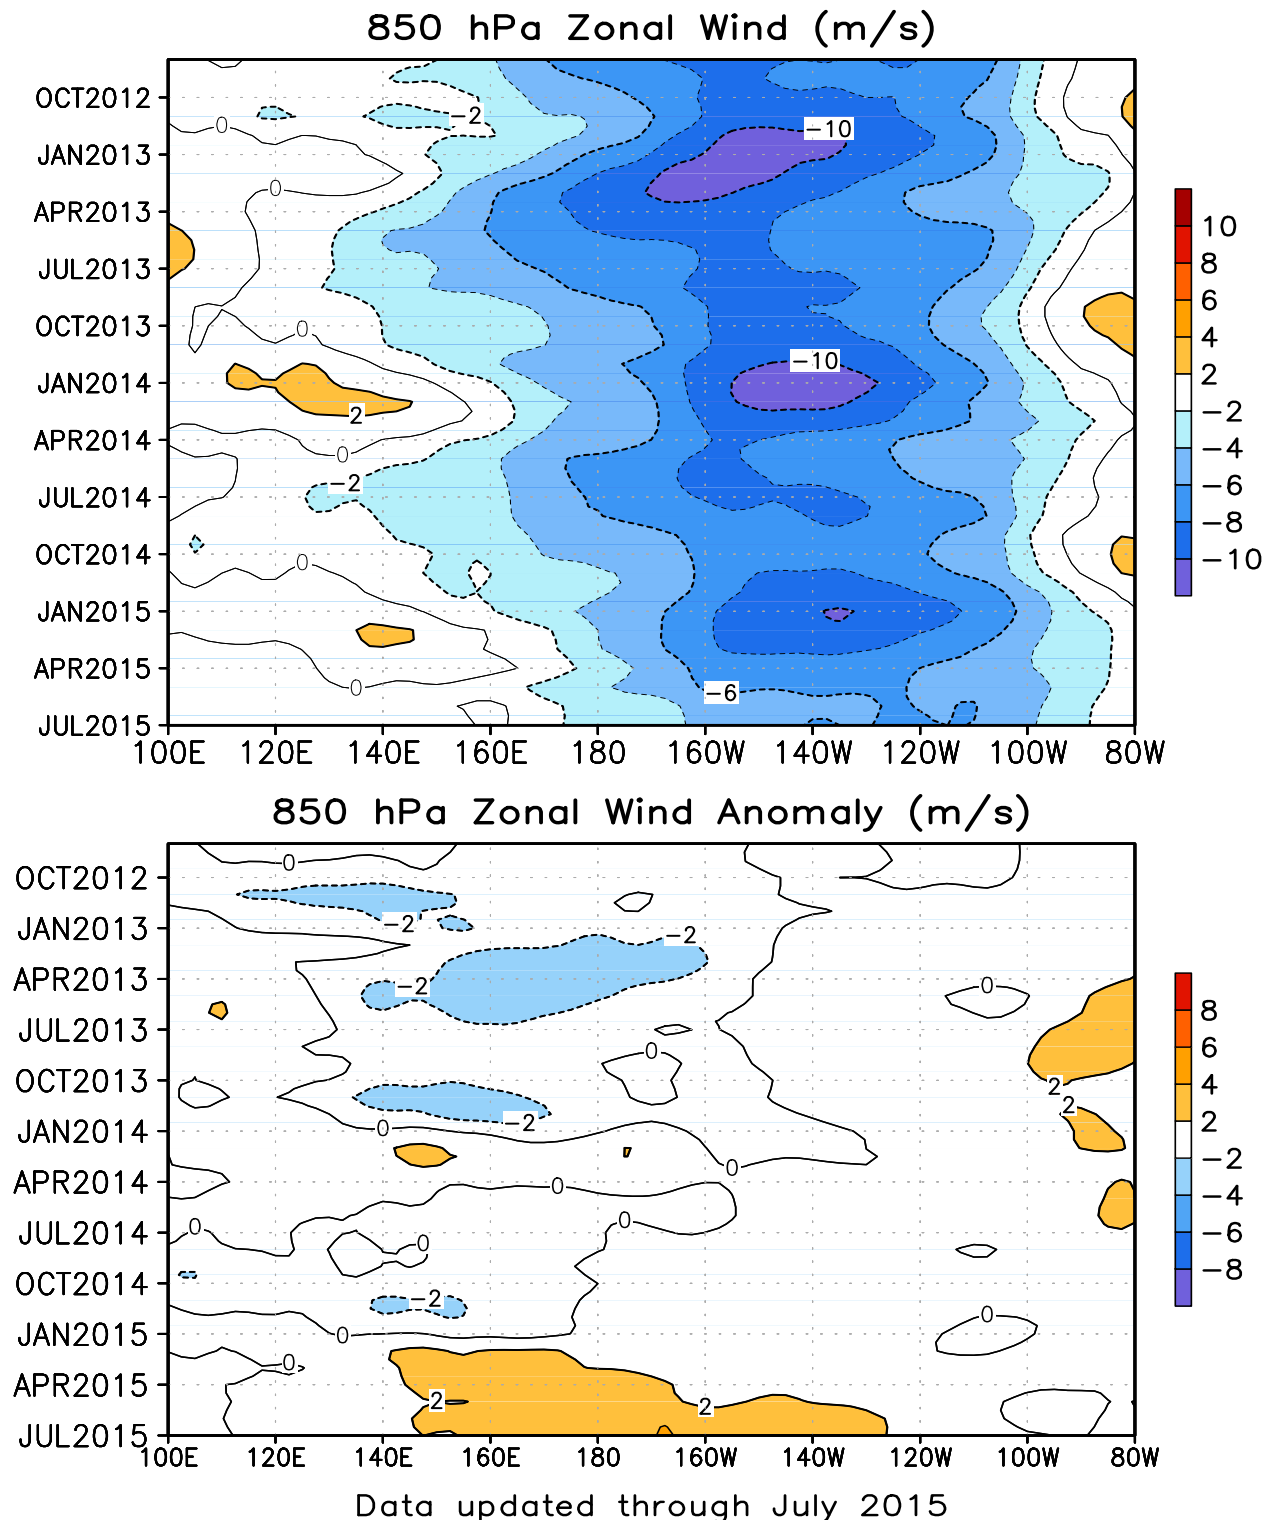 850 hPa Zonal Wind (m/s)
OCT2012
JAN2013
APR2013
JUL2013
OCT2013
JAN2014
APR2014
JUL2014
OCT2014
JAN2015
APR2015
JUL2015
−2
0
−10
0
0
−10
2
0
−2
0
0
−6
100E 120E 140E 160E 180 160W 140W 120W 100W 80W
10
8
6
4
2
−2
−4
−6
−8
−10
850 hPa Zonal Wind Anomaly (m/s)
OCT2012
JAN2013
APR2013
JUL2013
OCT2013
JAN2014
APR2014
JUL2014
OCT2014
JAN2015
APR2015
JUL2015
0
−2
−2
−2
0
0
2
2
−2
0
0
0
0
0
0
−2
0
0
0
2
2
100E 120E 140E 160E 180 160W 140W 120W 100W 80W
8
6
4
2
−2
−4
−6
−8
Data updated through July 2015